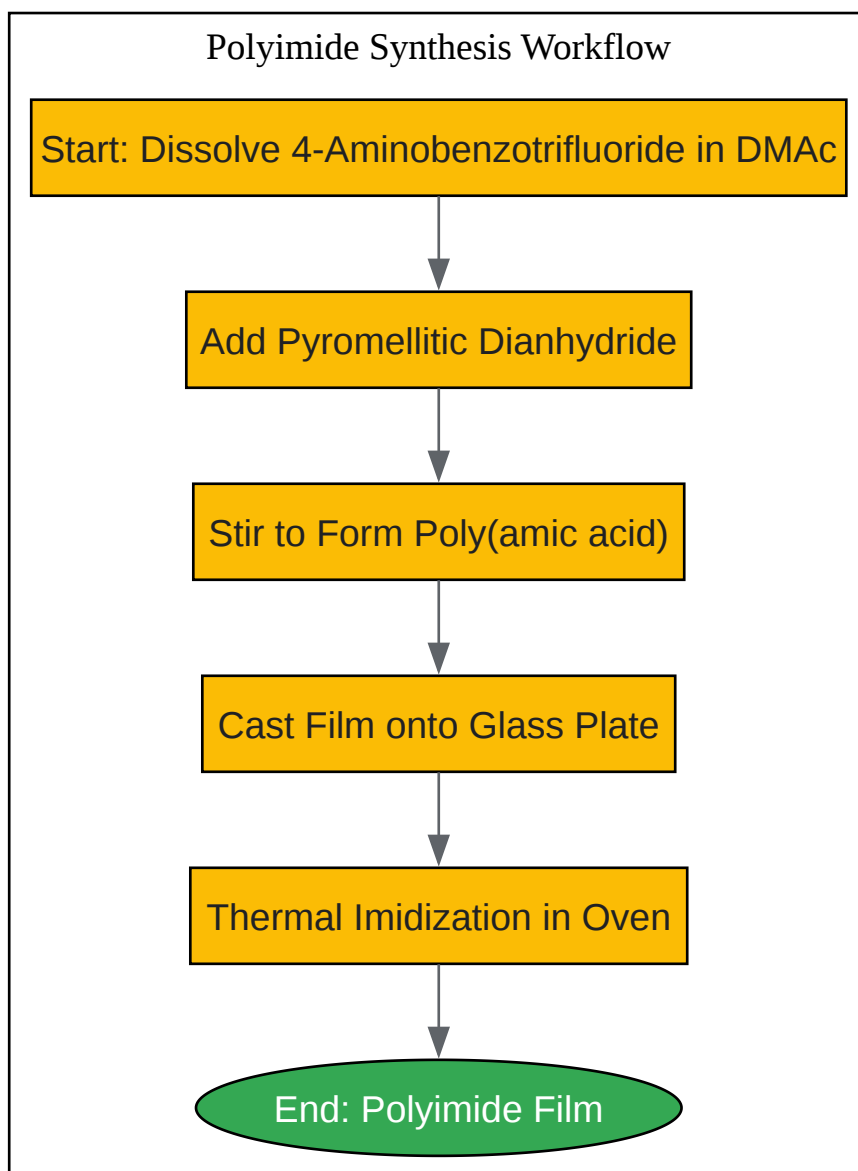 Polyimide Synthesis Workflow
Start: Dissolve 4-Aminobenzotrifluoride in DMAc
Add Pyromellitic Dianhydride
Stir to Form Poly(amic acid)
Cast Film onto Glass Plate
Thermal Imidization in Oven
End: Polyimide Film